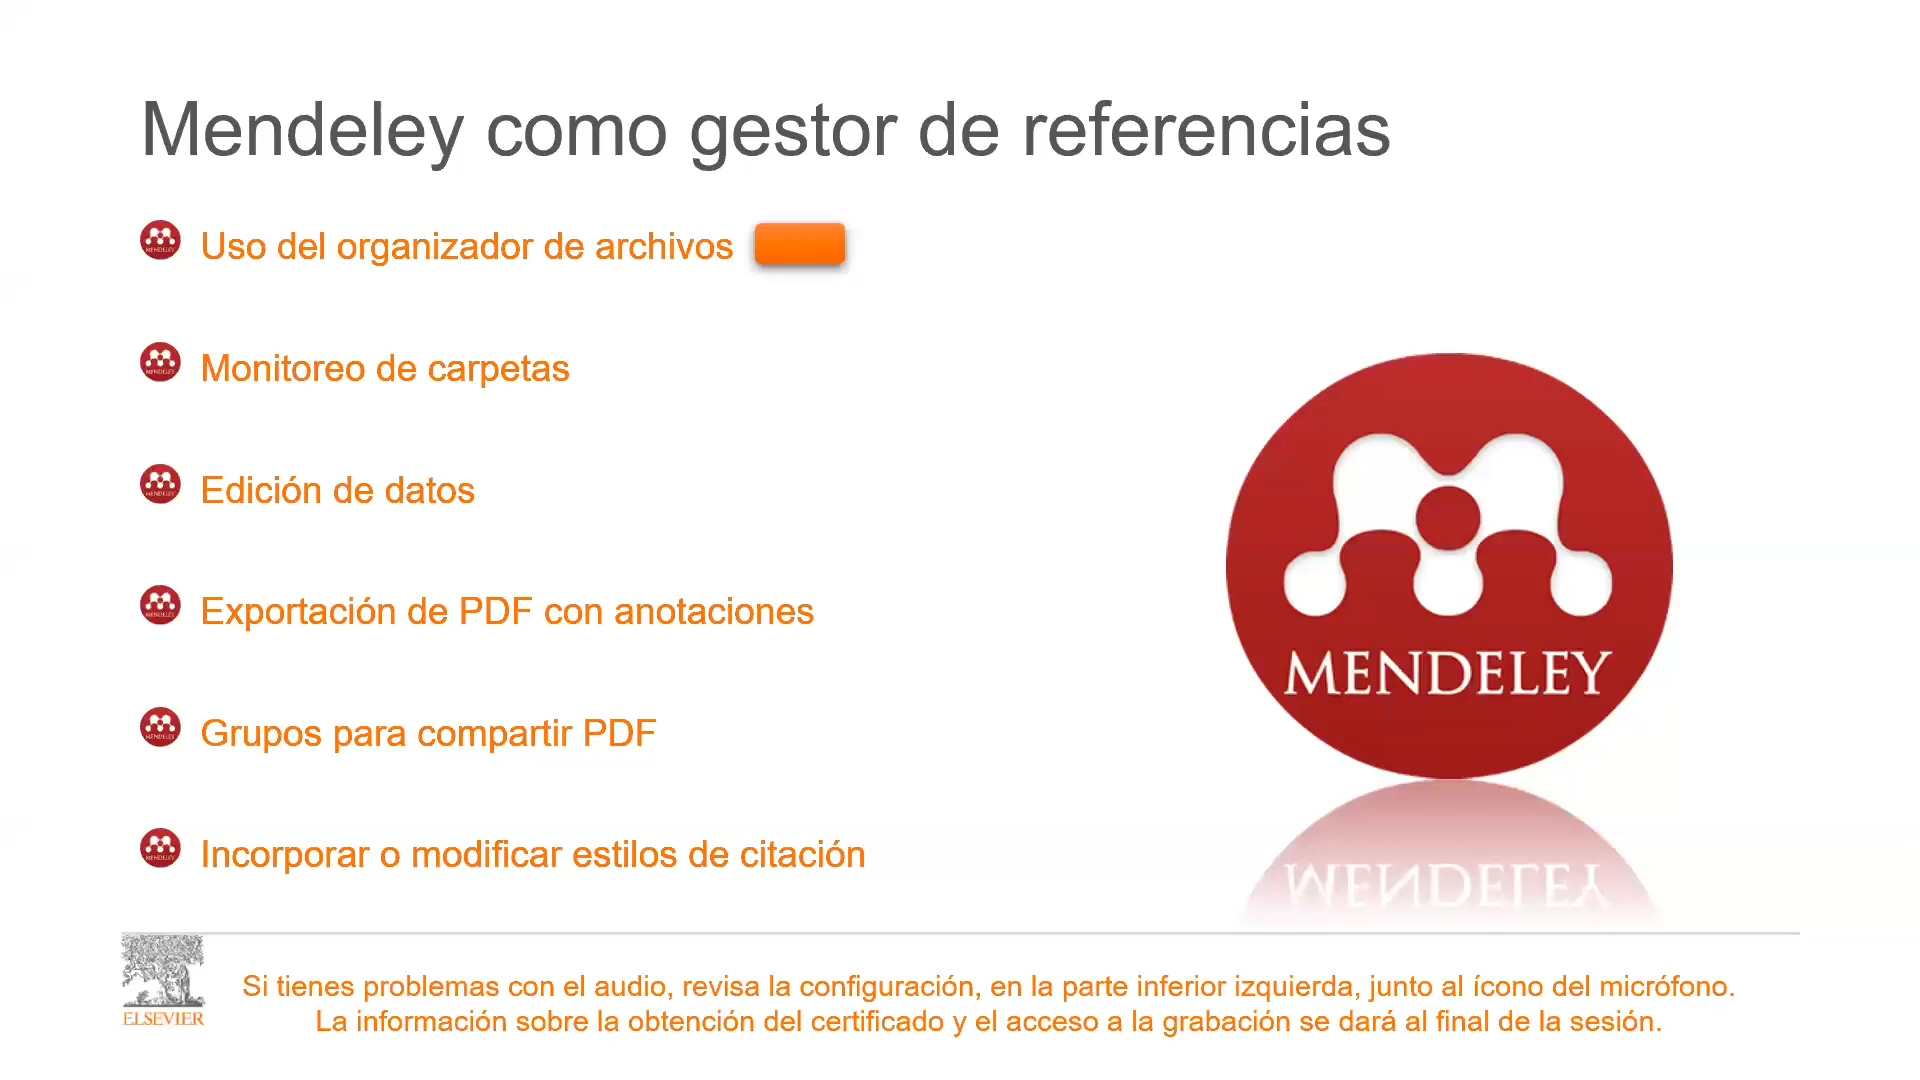 Mendeley como gestor de referencias
Uso del organizador de archivos
Monitoreo de carpetas
Edición de datos
Exportación de PDF con anotaciones
Grupos para compartir PDF
Incorporar o modificar estilos de citación
MENDELEY
ELSEVIER
Si tienes problemas con el audio, revisa la configuración, en la parte inferior izquierda, junto al ícono del micrófono.
La información sobre la obtención del certificado y el acceso a la grabación se dará al final de la sesión.